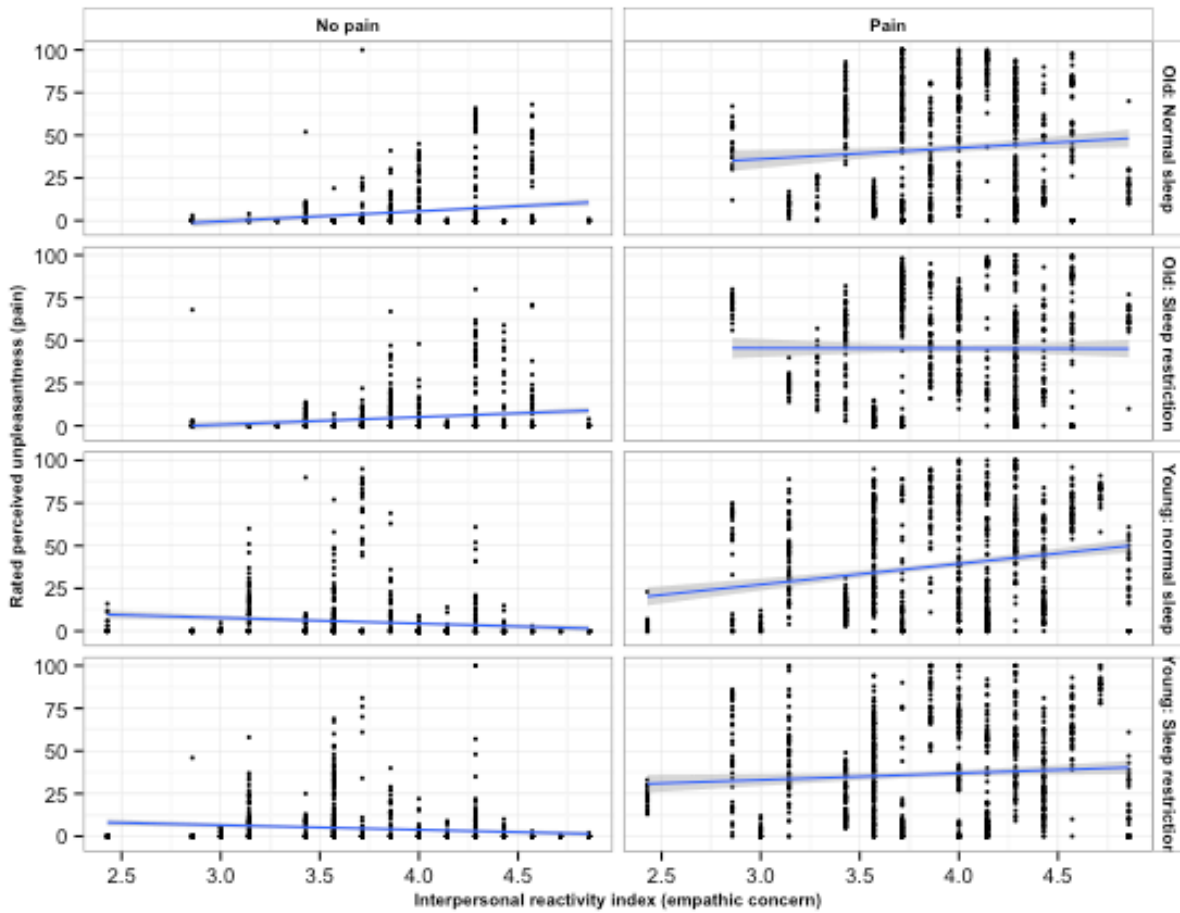 No pain
Pain
100
75
50
25
0
Old: Normal sleep
100
75
50
25
0
Old: Sleep restriction
100
75
50
25
0
Young: normal sleep
100
75
50
25
0
Young: Sleep restriction
Rated perceived unpleasantness (pain)
2.5 3.0 3.5 4.0 4.5 2.5 3.0 3.5 4.0 4.5
Interpersonal reactivity index (empathic concern)